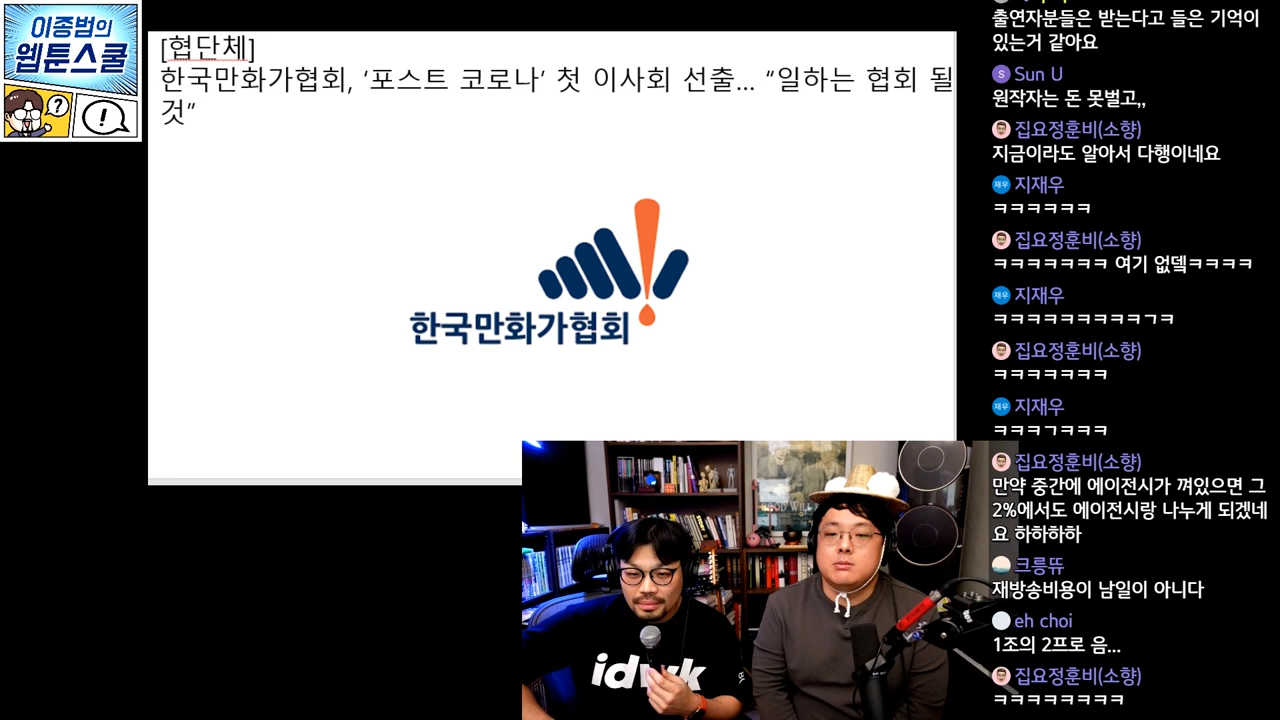 이종범의
웹툰스쿨
?
!
[협단체]
한국만화가협회, ‘포스트 코로나’ 첫 이사회 선출... “일하는 협회 될
것”
한국만화가협회
idwk
출연자분들은 받는다고 들은 기억이
있는거 같아요
S Sun U
원작자는 돈 못벌고,,
집요정훈비(소향)
지금이라도 알아서 다행이네요
재우 지재우
ㅋㅋㅋㅋㅋㅋ
집요정훈비(소향)
ㅋㅋㅋㅋㅋㅋㅋ 여기 없뎈ㅋㅋㅋㅋ
재우 지재우
ㅋㅋㅋㅋㅋㅋㅋㅋㅋㄱㅋ
집요정훈비(소향)
ㅋㅋㅋㅋㅋㅋㅋ
재우 지재우
ㅋㅋㅋㄱㅋㅋㅋ
집요정훈비(소향)
만약 중간에 에이전시가 껴있으면 그
2%에서도 에이전시랑 나누게 되겠네
요 하하하하
크릉뜌
재방송비용이 남일이 아니다
eh choi
1조의 2프로 음...
집요정훈비(소향)
ㅋㅋㅋㅋㅋㅋㅋㅋ